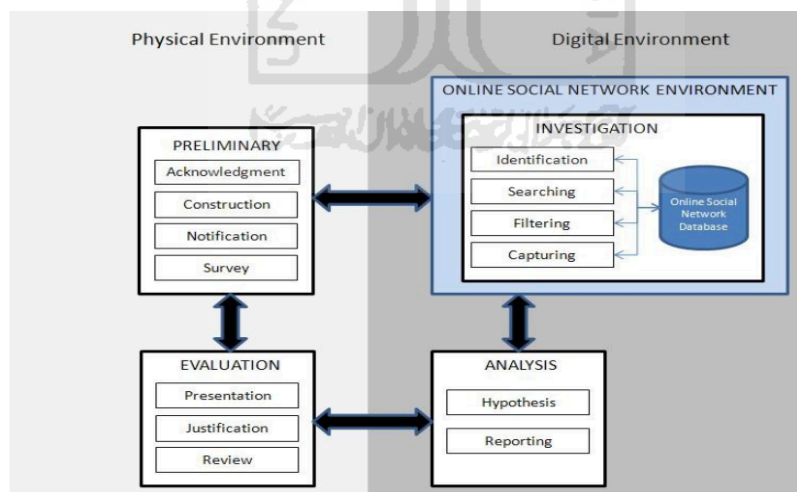 Physical Environment
Digital Environment
ONLINE SOCIAL NETWORK ENVIRONMENT
PRELIMINARY
Acknowledgment
Construction
Notification
Survey
INVESTIGATION
Identification
Searching
Filtering
Capturing
Online Social
Network
Database
EVALUATION
Presentation
Justification
Review
ANALYSIS
Hypothesis
Reporting